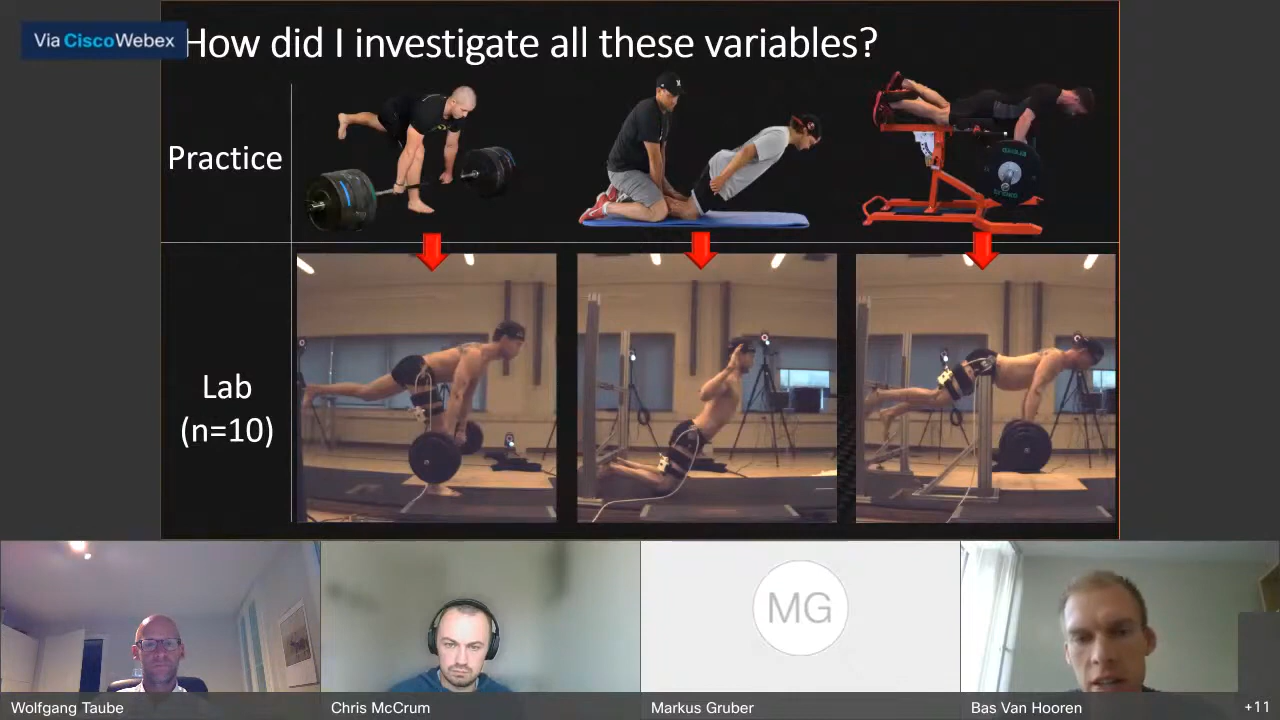 Via Cisco Webex
How did I investigate all these variables?
Practice
Lab
(n=10)
MG
Wolfgang Taube
Chris McCrum
Markus Gruber
Bas Van Hooren
+11